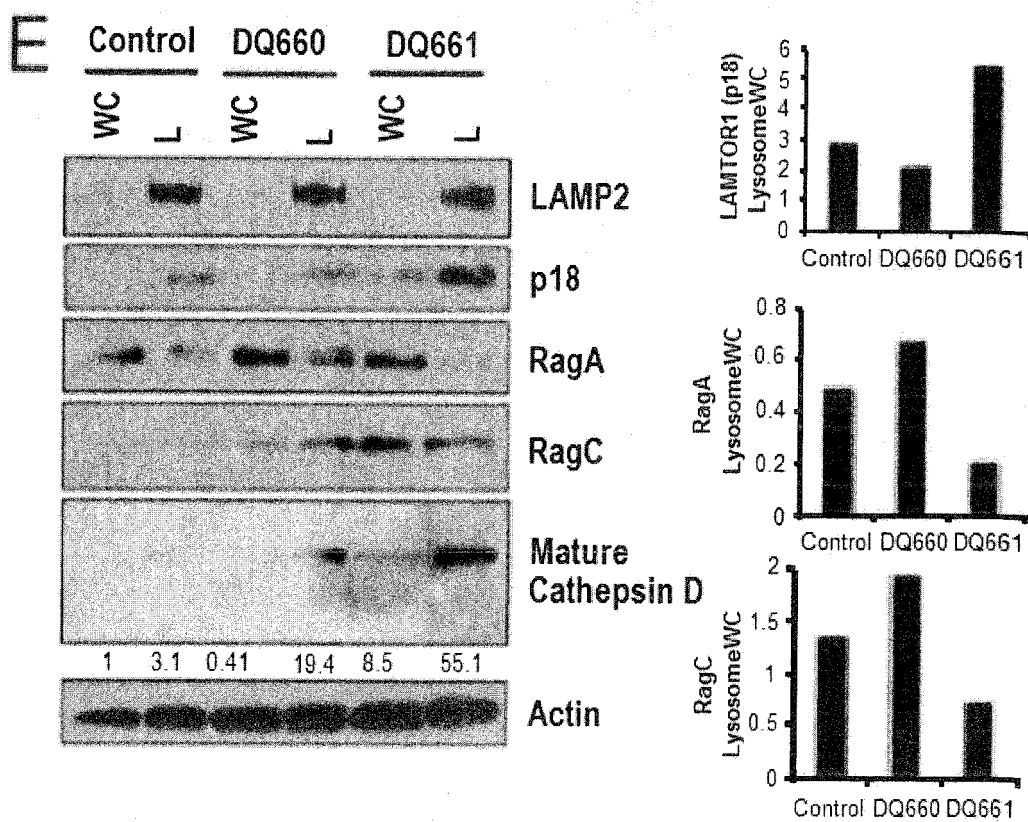 E
Control DQ660 DQ661
WC L WC L WC L
LAMP2
p18
RagA
RagC
Mature
Cathepsin D
1 3.1 0.41 19.4 8.5 55.1
Actin
LAMTOR1 (p18)
LysosomeWC
6
5
4
3
2
1
0
Control DQ660 DQ661
RagA
LysosomeWC
0.8
0.6
0.4
0.2
0
Control DQ660 DQ661
RagC
LysosomeWC
2
1.5
1
0.5
0
Control DQ660 DQ661